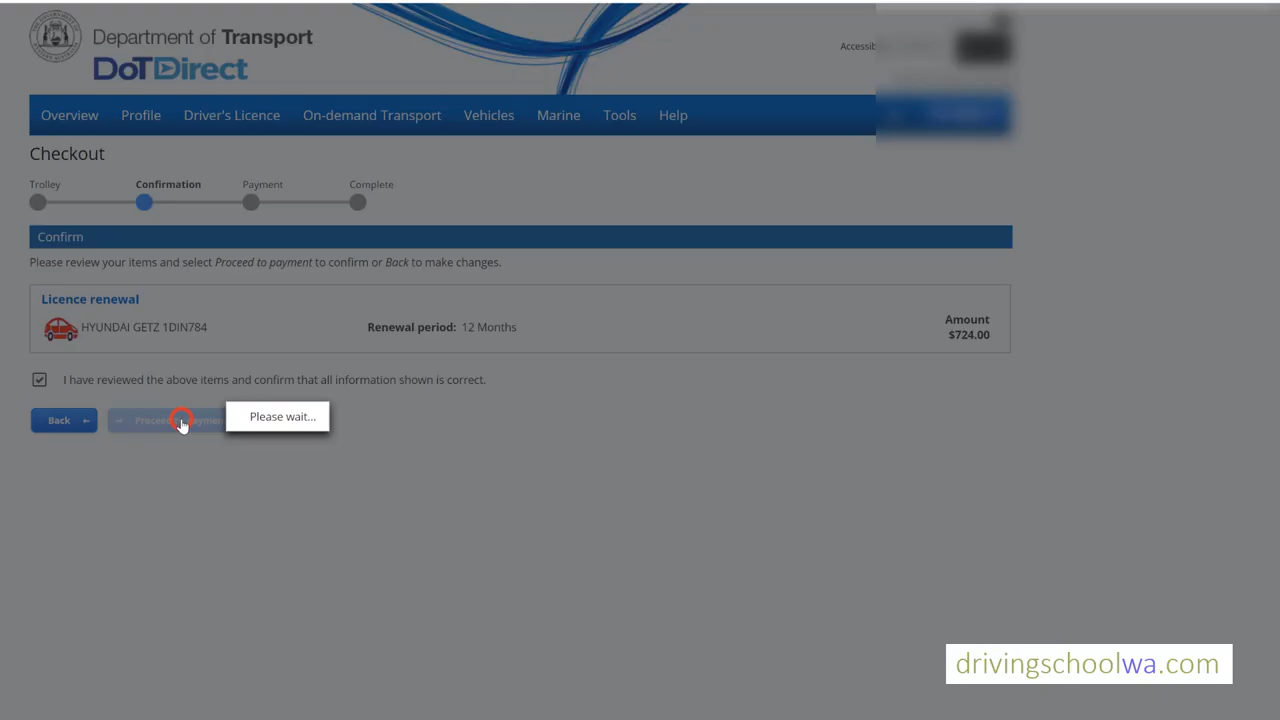 Department of Transport
DoTDirect
Accessib
Overview Profile Driver's Licence On-demand Transport Vehicles Marine Tools Help
Checkout
Trolley Confirmation Payment Complete
Confirm
Please review your items and select Proceed to payment to confirm or Back to make changes.
Licence renewal
HYUNDAI GETZ 1DIN784 Renewal period: 12 Months
Amount
$724.00
I have reviewed the above items and confirm that all information shown is correct.
Back
Please wait...
drivingschoolwa.com